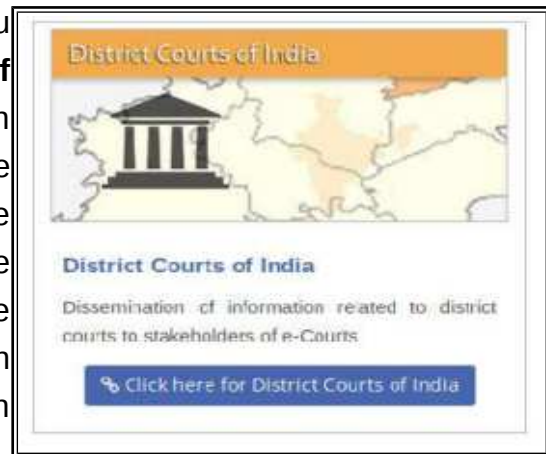 u
f
n
e
e
e
e
n
n
District Courts of India
District Courts of India
Dissemination of information related to district
courts to stakeholders of e-Courts
Click here for District Courts of India